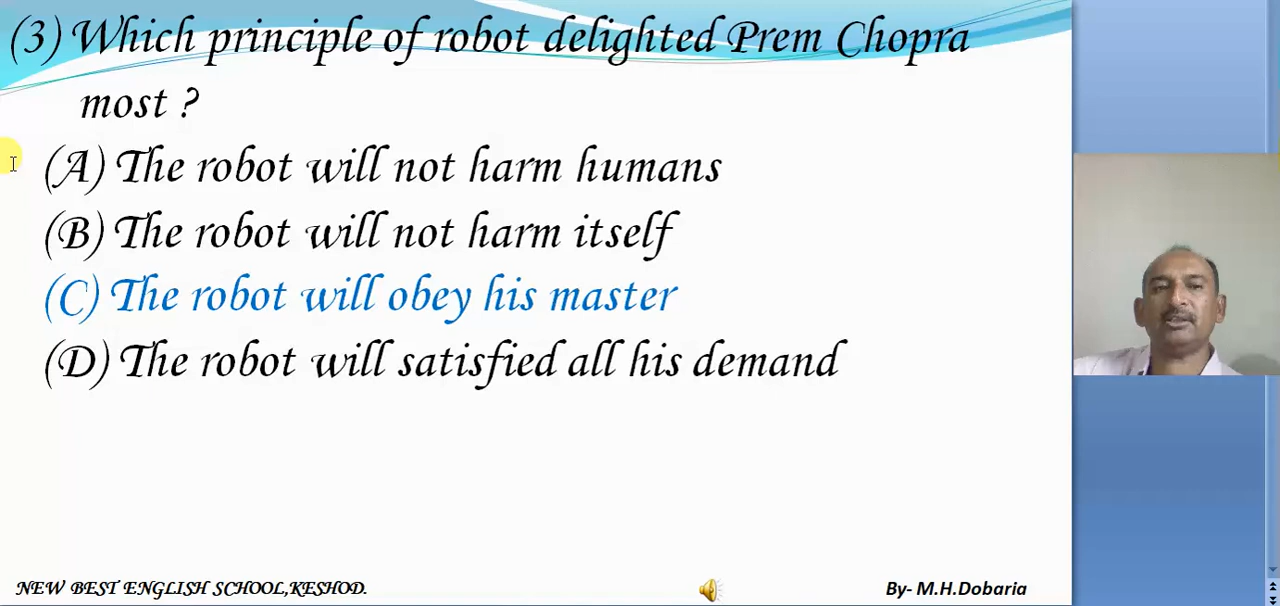 (3) Which principle of robot delighted Prem Chopra
most ?
(A) The robot will not harm humans
(B) The robot will not harm itself
(C) The robot will obey his master
(D) The robot will satisfied all his demand
NEW BEST ENGLISH SCHOOL,KESHOD. By- M.H.Dobaria